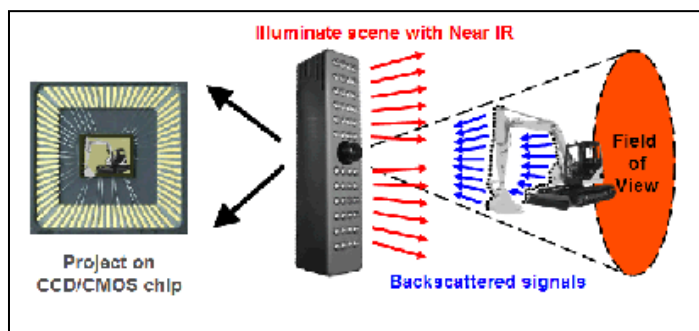 Illuminate scene with Near IR
Field
of
View
Project on
CCD/CMOS chip
Backscattered signals